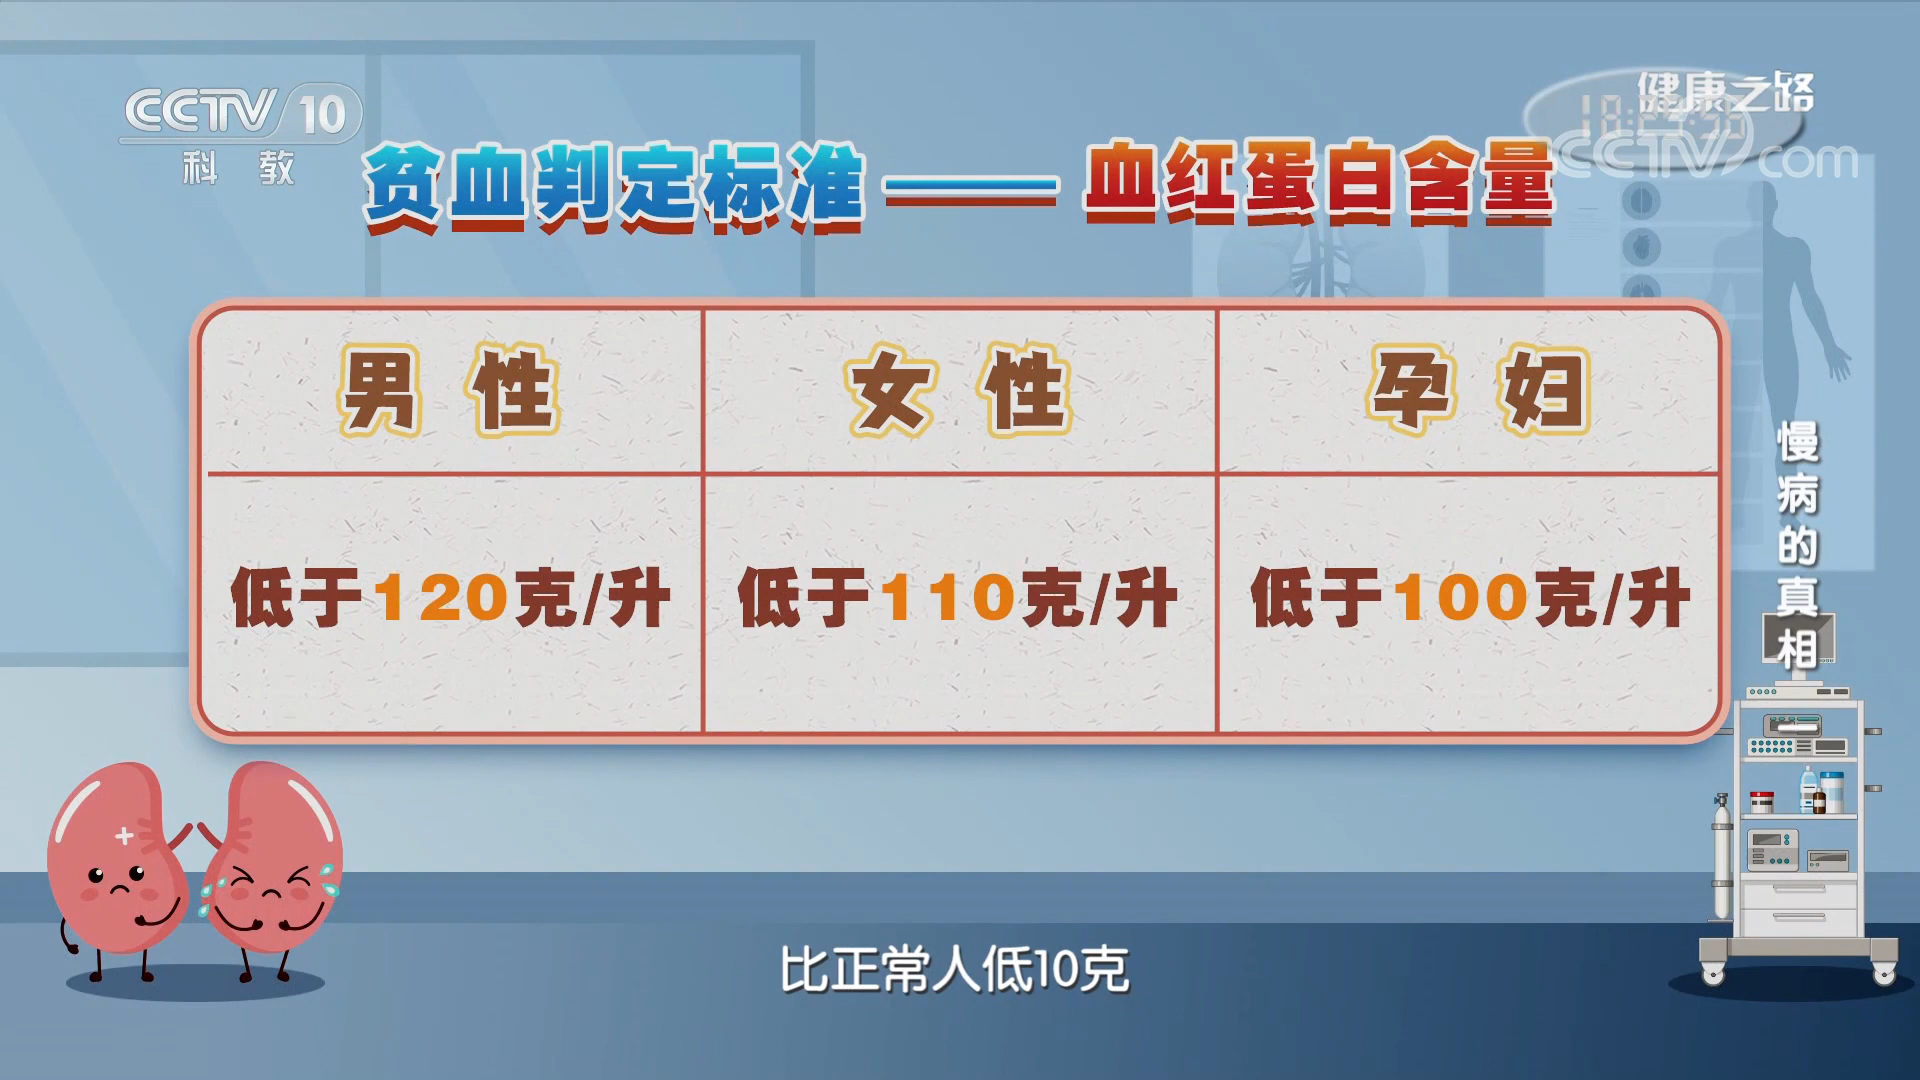 CCTV 10
科 教
健康之路
CCTV com
贫血判定标准——血红蛋白含量
男性 女性 孕妇
低于120克/升 低于110克/升 低于100克/升
慢病的真相
比正常人低10克